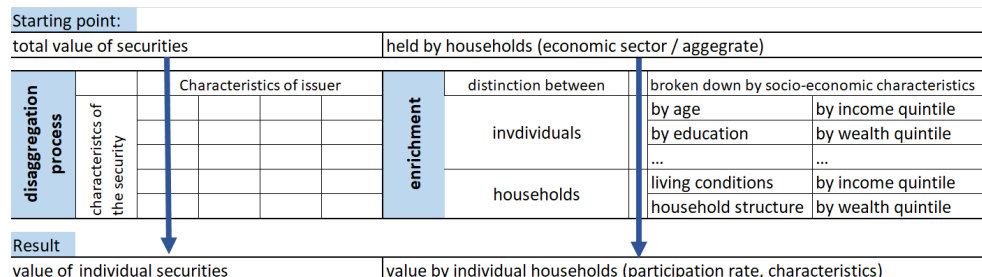 Starting point:
total value of securities held by households (economic sector / aggegrate)
disaggregation process
characteristcs of the security
Characteristics of issuer
enrichment
distinction between broken down by socio-economic characteristics
invdividuals
by age by income quintile
by education by wealth quintile
... ...
households
living conditions by income quintile
household structure by wealth quintile
Result
value of individual securities value by individual households (participation rate, characteristics)